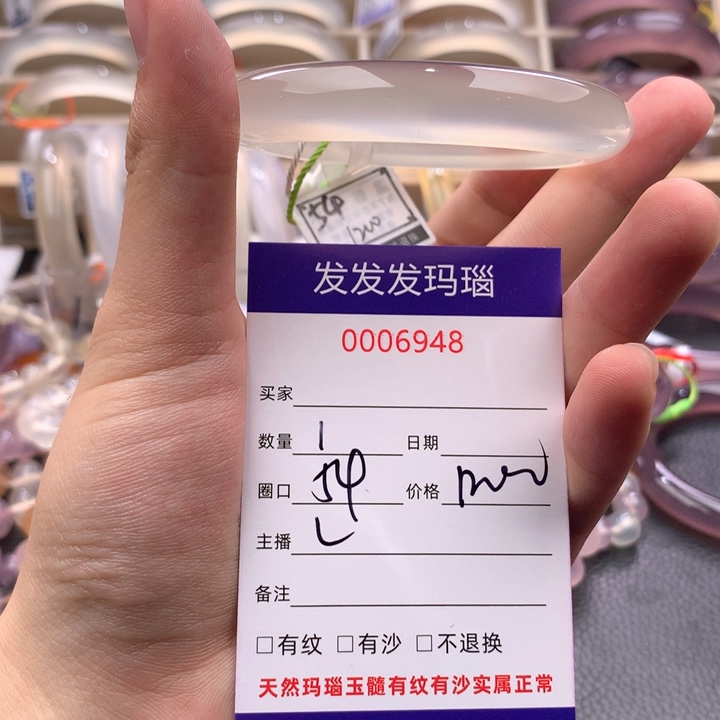 54
发发发玛瑙
0006948
买家
数量 1 日期
圈口 54 价格
主播 L
备注
□有纹 □有沙 □不退换
天然玛瑙玉髓有纹有沙实属正常